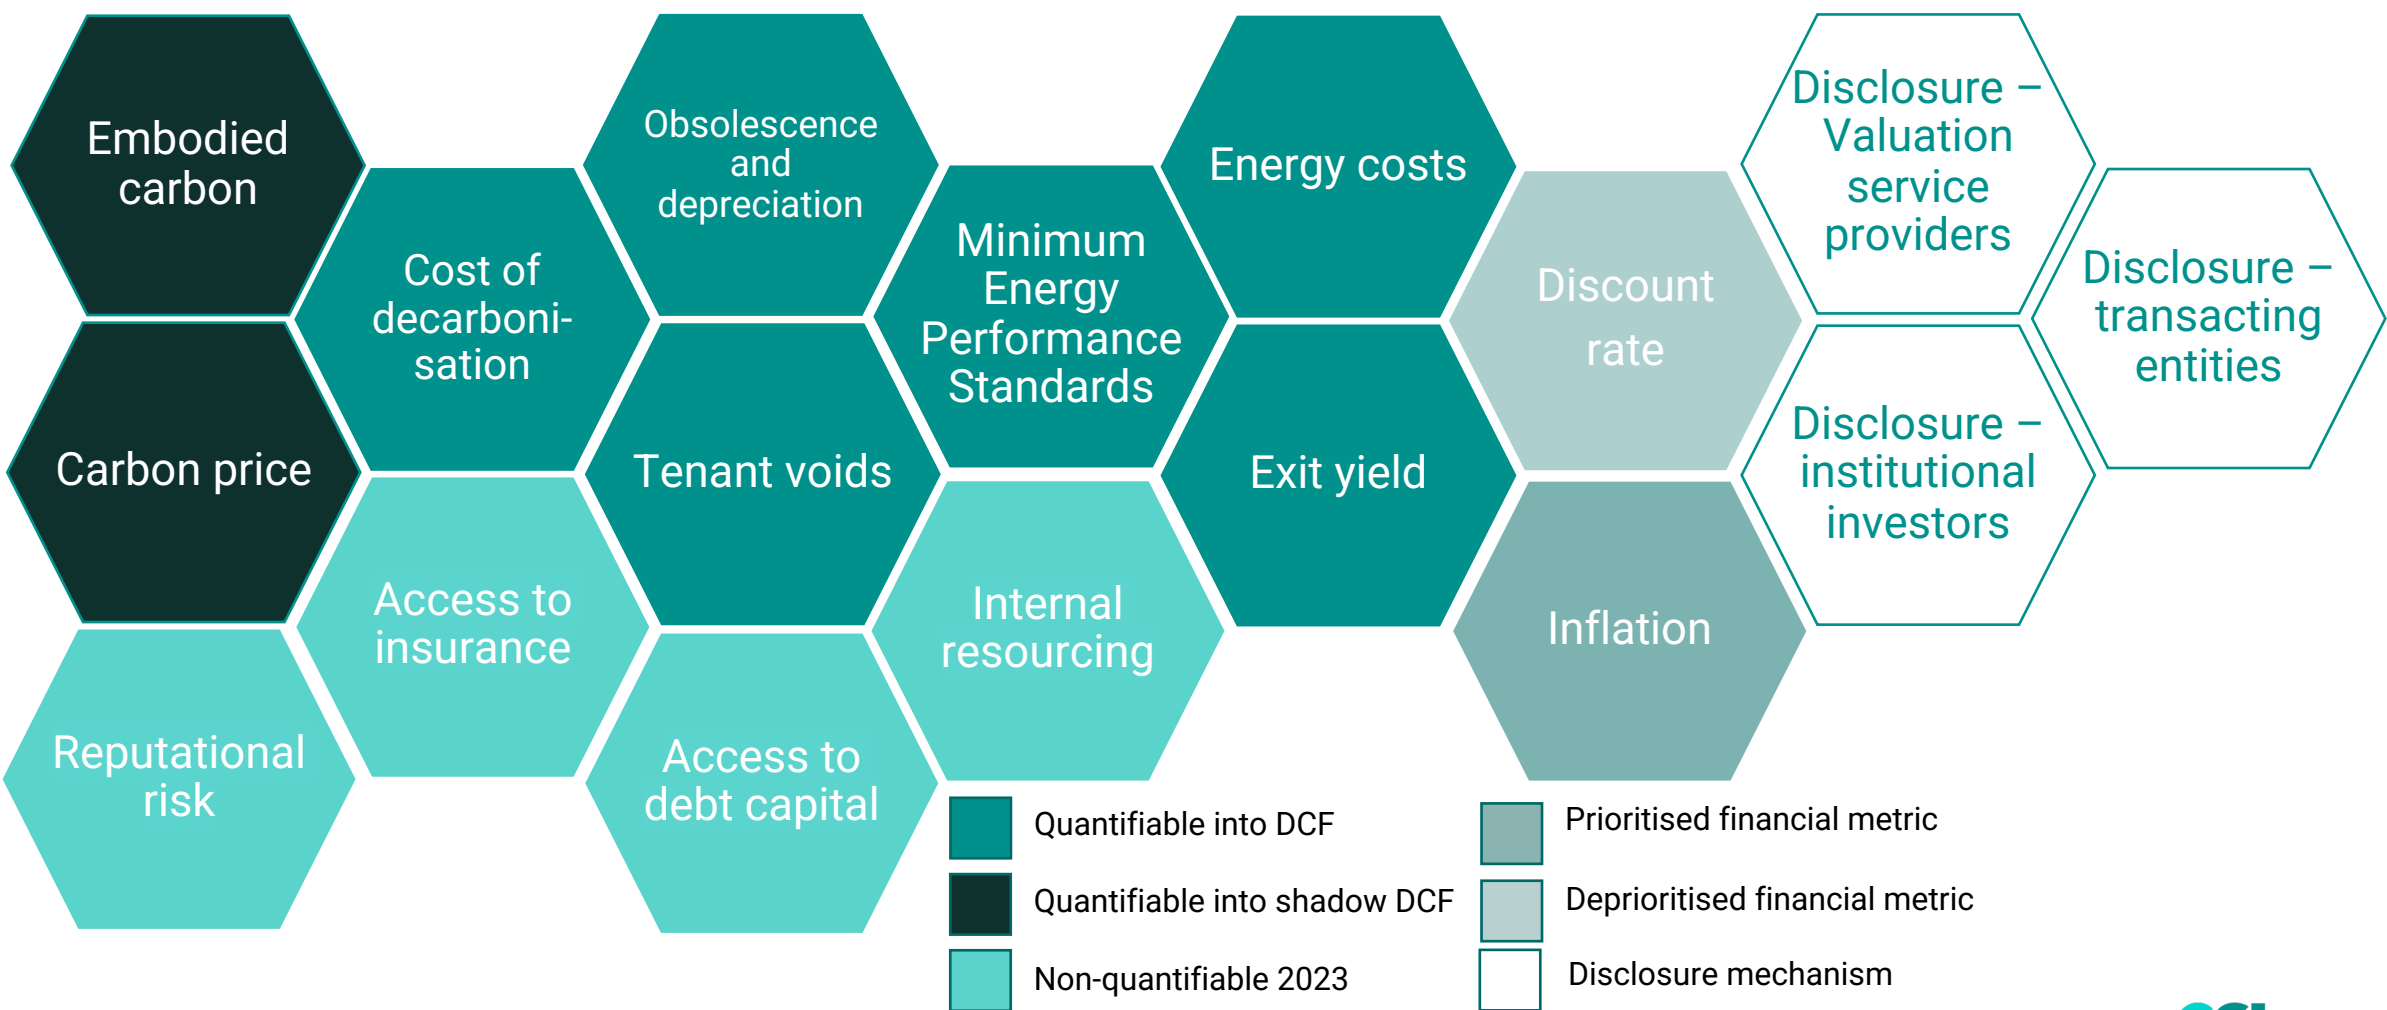 Embodied
carbon
Carbon price
Reputational
risk
Cost of
decarboni-
sation
Access to
insurance
Obsolescence
and
depreciation
Tenant voids
Access to
debt capital
Minimum
Energy
Performance
Standards
Internal
resourcing
Energy costs
Exit yield
Discount
rate
Inflation
Disclosure –
Valuation
service
providers
Disclosure –
institutional
investors
Disclosure –
transacting
entities
Quantifiable into DCF
Quantifiable into shadow DCF
Non-quantifiable 2023
Prioritised financial metric
Deprioritised financial metric
Disclosure mechanism